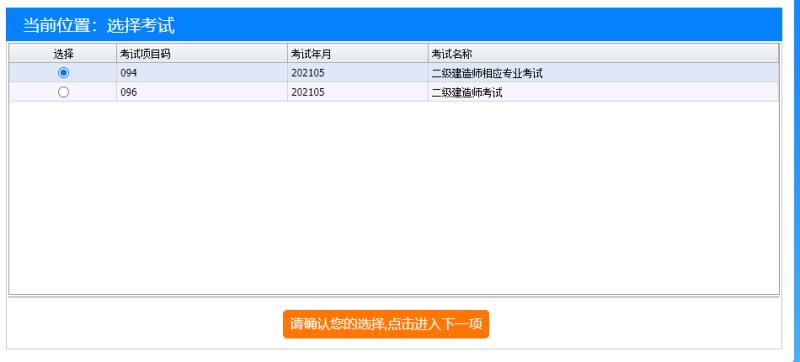 当前位置：选择考试
选择 考试项目码 考试年月 考试名称
094 202105 二级建造师相应专业考试
096 202105 二级建造师考试
请确认您的选择,点击进入下一项